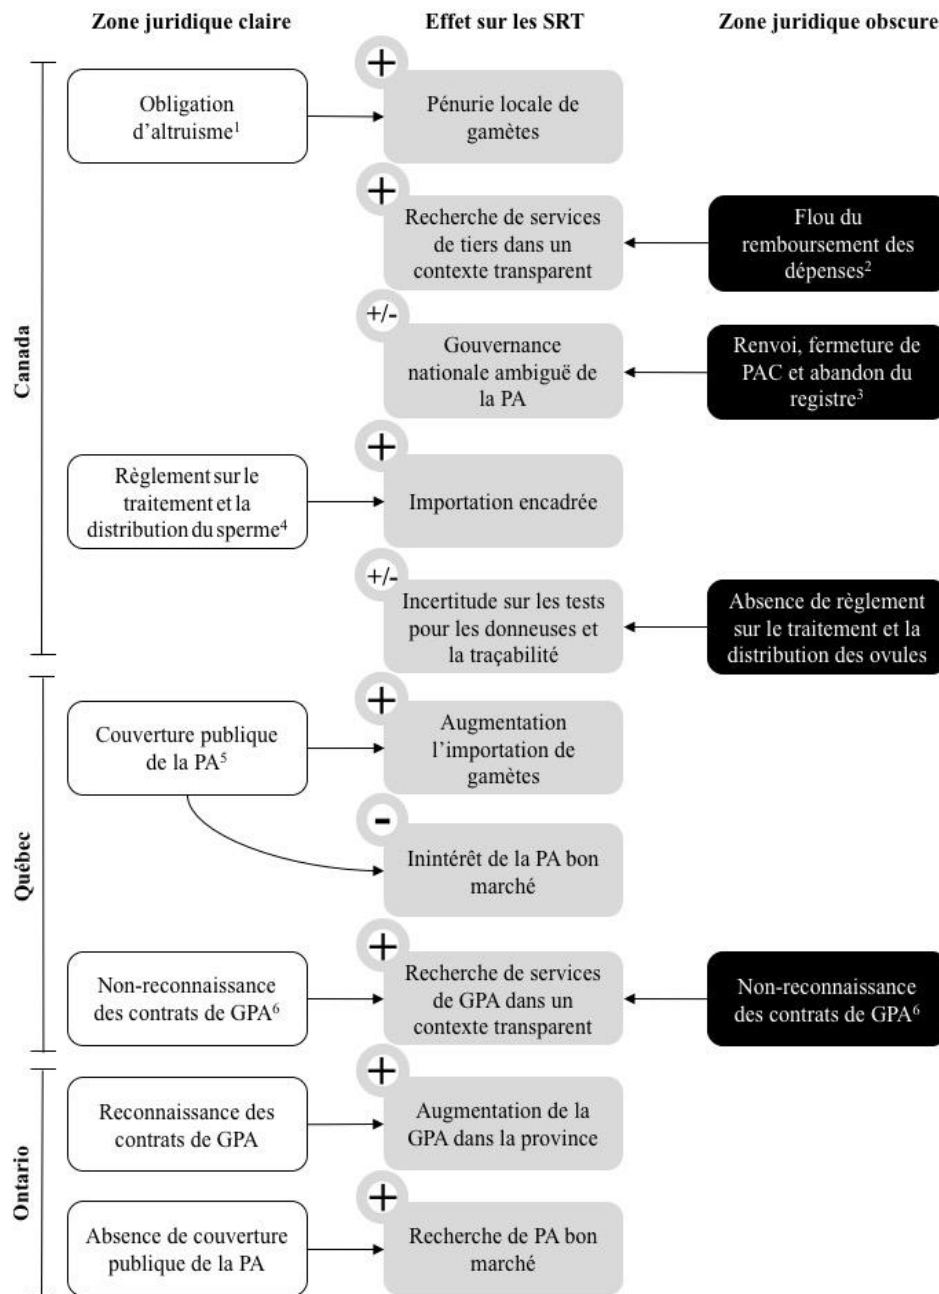 Zone juridique claire
Effet sur les SRT
Zone juridique obscure
Canada
+
Obligation
d'altruisme¹
Pénurie locale de
gamètes
+
Recherche de services
de tiers dans un
contexte transparent
Flou du
remboursement des
dépenses²
+/-
Gouvernance
nationale ambiguë de
la PA
Renvoi, fermeture de
PAC et abandon du
registre³
+
Règlement sur le
traitement et la
distribution du sperme⁴
Importation encadrée
+/-
Incertitude sur les tests
pour les donneuses et
la traçabilité
Absence de règlement
sur le traitement et la
distribution des ovules
Québec
+
Couverture publique
de la PA⁵
Augmentation
l'importation de
gamètes
-
Inintérêt de la PA bon
marché
+
Non-reconnaissance
des contrats de GPA⁶
Recherche de services
de GPA dans un
contexte transparent
Non-reconnaissance
des contrats de GPA⁶
Ontario
+
Reconnaissance des
contrats de GPA
Augmentation de la
GPA dans la province
+
Absence de couverture
publique de la PA
Recherche de PA bon
marché